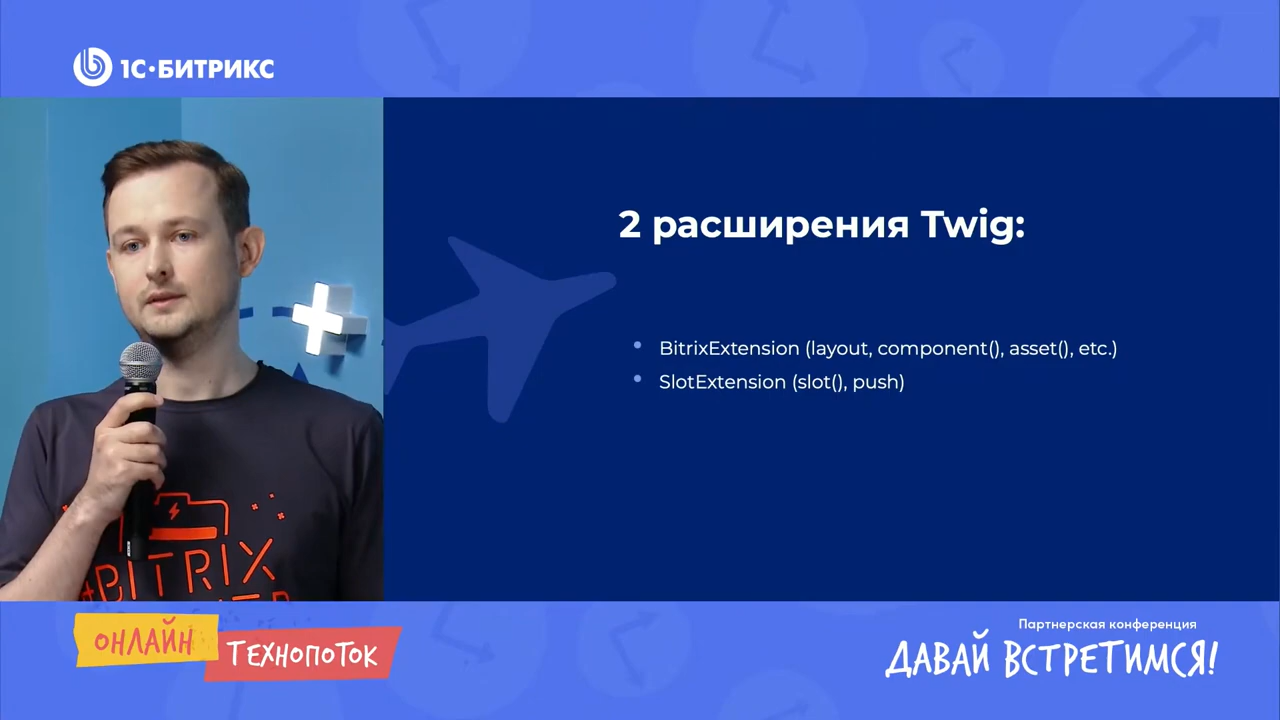 1С•БИТРИКС
2 расширения Twig:
• BitrixExtension (layout, component(), asset(), etc.)
• SlotExtension (slot(), push)
BITRIX
ОНЛАЙН
ТЕХНОПОТОК
Партнерская конференция
ДАВАЙ ВСТРЕТИМСЯ!